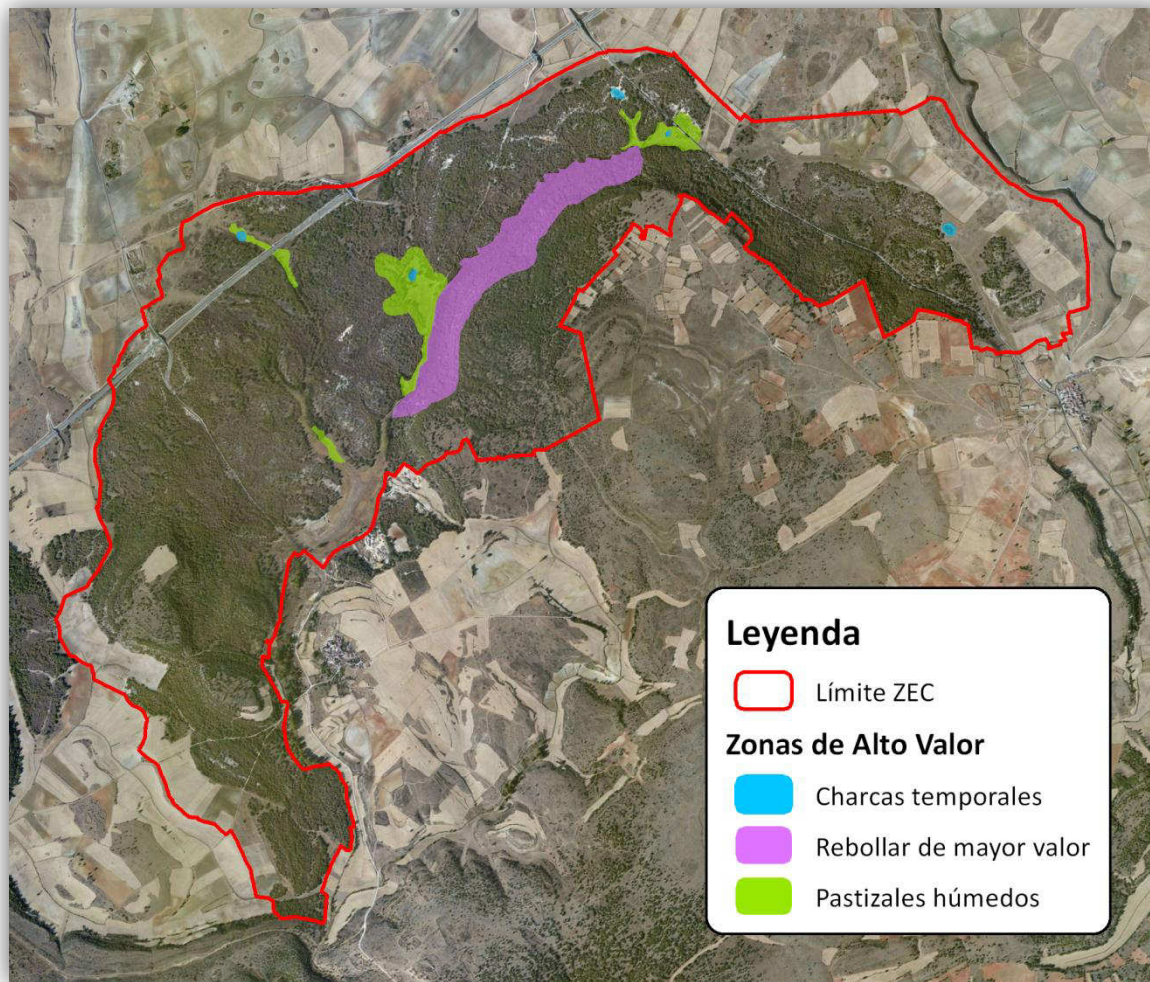 Leyenda
Límite ZEC
Zonas de Alto Valor
Charcas temporales
Rebollar de mayor valor
Pastizales húmedos